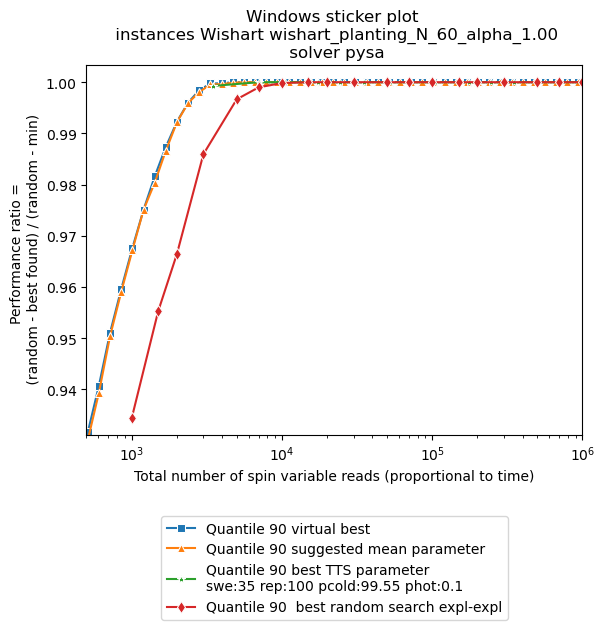 Windows sticker plot
instances Wishart wishart_planting_N_60_alpha_1.00
solver pysa
Performance ratio =
(random - best found) / (random - min)
1.00
0.99
0.98
0.97
0.96
0.95
0.94
10³
10⁴
10⁵
10⁶
Total number of spin variable reads (proportional to time)
Quantile 90 virtual best
Quantile 90 suggested mean parameter
Quantile 90 best TTS parameter
swe:35 rep:100 pcold:99.55 phot:0.1
Quantile 90  best random search expl-expl